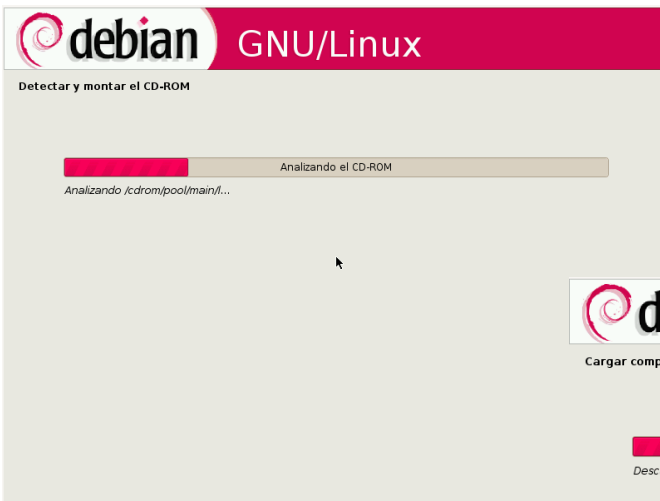 debian GNU/Linux
Detectar y montar el CD-ROM
Analizando el CD-ROM
Analizando /cdrom/pool/main/l...
d
Cargar comp
Desc